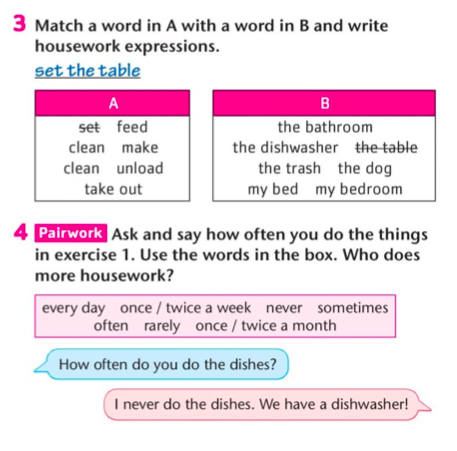 3 Match a word in A with a word in B and write
housework expressions.
set the table
A
set feed
clean make
clean unload
take out
B
the bathroom
the dishwasher the table
the trash the dog
my bed my bedroom
4 Pairwork Ask and say how often you do the things
in exercise 1. Use the words in the box. Who does
more housework?
every day once / twice a week never sometimes
often rarely once / twice a month
How often do you do the dishes?
I never do the dishes. We have a dishwasher!